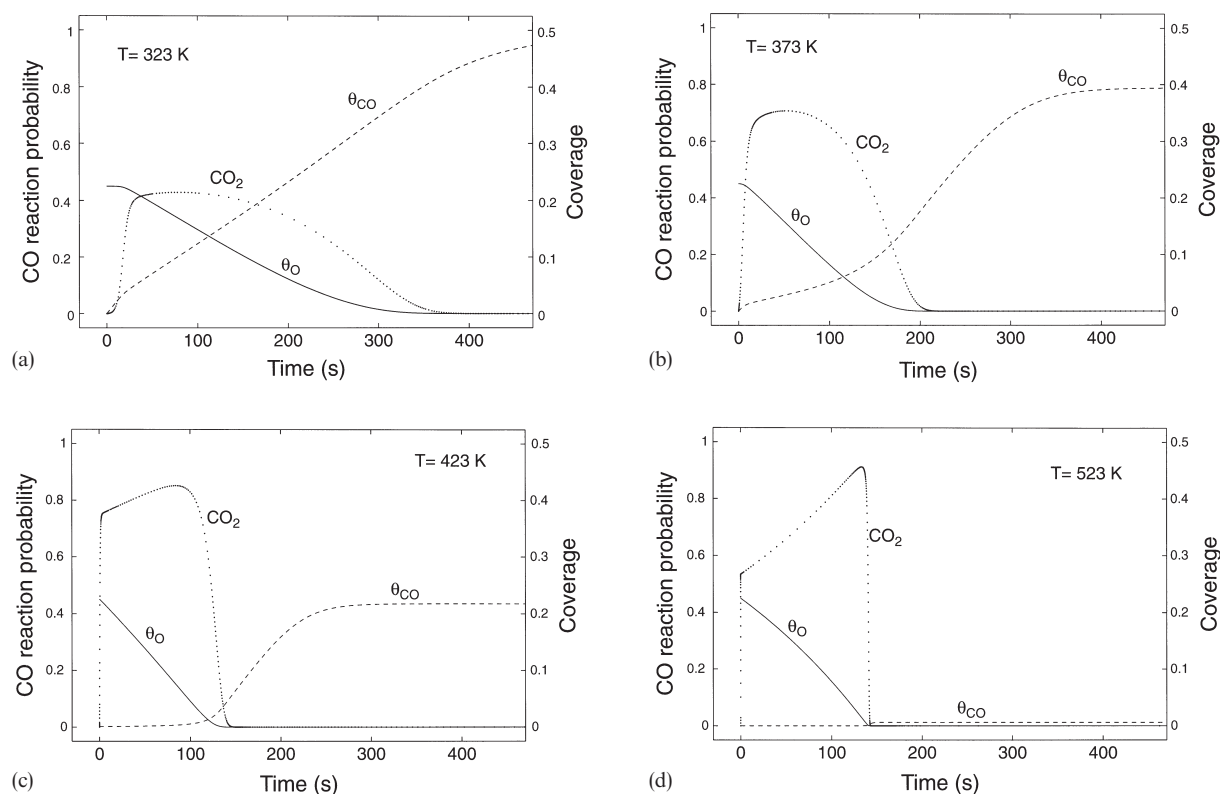 T= 323 K
CO reaction probability
1
0.8
0.6
0.4
0.2
0
0.5
0.4
0.3
0.2
0.1
0
Coverage
θCO
CO2
θO
0 100 200 300 400
Time (s)
(a)
T= 373 K
CO reaction probability
1
0.8
0.6
0.4
0.2
0
0.5
0.4
0.3
0.2
0.1
0
Coverage
θCO
CO2
θO
0 100 200 300 400
Time (s)
(b)
T= 423 K
CO reaction probability
1
0.8
0.6
0.4
0.2
0
0.5
0.4
0.3
0.2
0.1
0
Coverage
CO2
θCO
θO
0 100 200 300 400
Time (s)
(c)
T= 523 K
CO reaction probability
1
0.8
0.6
0.4
0.2
0
0.5
0.4
0.3
0.2
0.1
0
Coverage
CO2
θO
θCO
0 100 200 300 400
Time (s)
(d)